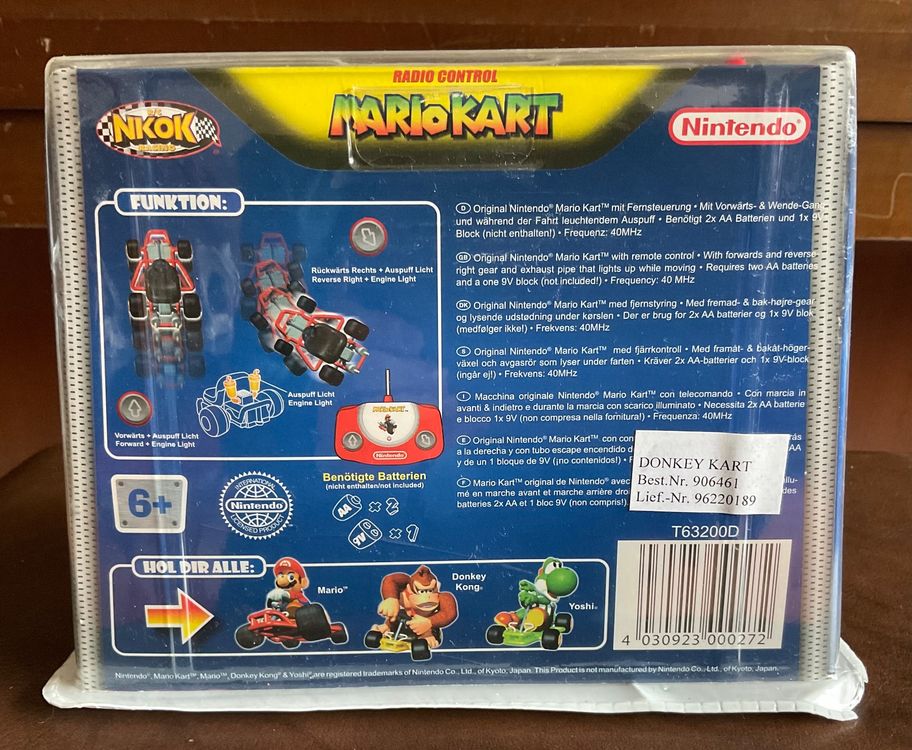 RADIO CONTROL
MARIO KART
NKOK
RACING
Nintendo®
FUNKTION:
Rückwärts Rechts + Auspuff Licht
Reverse Right + Engine Light
Auspuff Licht
Engine Light
Vorwärts + Auspuff Licht
Forward + Engine Light
MARIO KART
Nintendo
D Original Nintendo® Mario Kart™ mit Fernsteuerung • Mit Vorwärts- & Wende-Gan
und während der Fahrt leuchtendem Auspuff • Benötigt 2x AA Batterien und 1x 9V
Block (nicht enthalten!) • Frequenz: 40MHz
GB Original Nintendo® Mario Kart™ with remote control • With forwards and reverse-
right gear and exhaust pipe that lights up while moving • Requires two AA batteries
and a one 9V block (not included!) • Frequency: 40 MHz
DK Original Nintendo® Mario Kart™ med fjernstyring • Med fremad- & bak-højre-gear
og lysende udstødning under kørslen • Der er brug for 2x AA batterier og 1x 9V blok
(medfølger ikke!) • Frekvens: 40MHz
S Original Nintendo® Mario Kart™ med fjärrkontroll • Med framåt- & bakåt-höger-
växel och avgasrör som lyser under farten • Kräver 2x AA-batterier och 1x 9V-block
(ingår ej!) • Frekvens: 40MHz
I Macchina originale Nintendo® Mario Kart™ con telecomando • Con marcia in
avanti & indietro e durante la marcia con scarico illuminato • Necessita 2x AA batterie
e blocco 1x 9V (non compresa nella fornitura!) • Frequenza: 40MHz
E Original Nintendo® Mario Kart™ con con
a la derecha y con tubo escape encendido d
y de un 1 bloque de 9V (¡no contenidos!) • F
F Mario Kart™ original de Nintendo® avec
mé en marche avant et marche arrière droi
batteries 2x AA et 1 bloc 9V (non compris!)
DONKEY KART
Best.Nr. 906461
Lief.-Nr. 96220189
Benötigte Batterien
(nicht enthalten/not included)
AA x 2
9V x 1
6+
INTERNATIONAL
Nintendo
LICENSED PRODUCT
T63200D
4 030923 000272
HOL DIR ALLE:
Mario™
Donkey
Kong®
Yoshi®
Nintendo®, Mario Kart™, Mario™, Donkey Kong® & Yoshi® are registered trademarks of Nintendo Co., Ltd., of Kyoto, Japan. This Product is not manufactured by Nintendo Co., Ltd., of Kyoto, Japan.